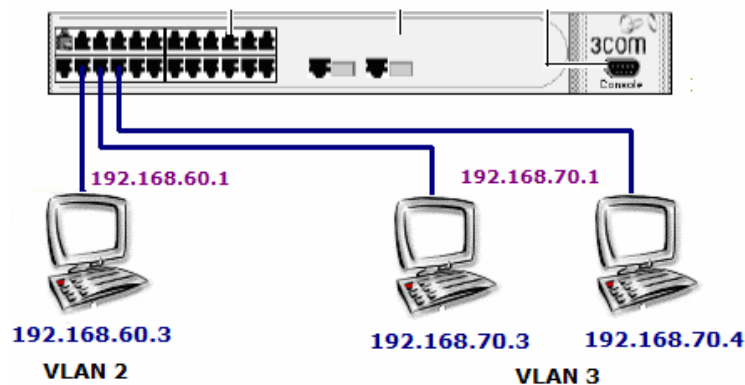 3COM
Console
192.168.60.1
192.168.70.1
192.168.60.3
192.168.70.3
192.168.70.4
VLAN 2
VLAN 3